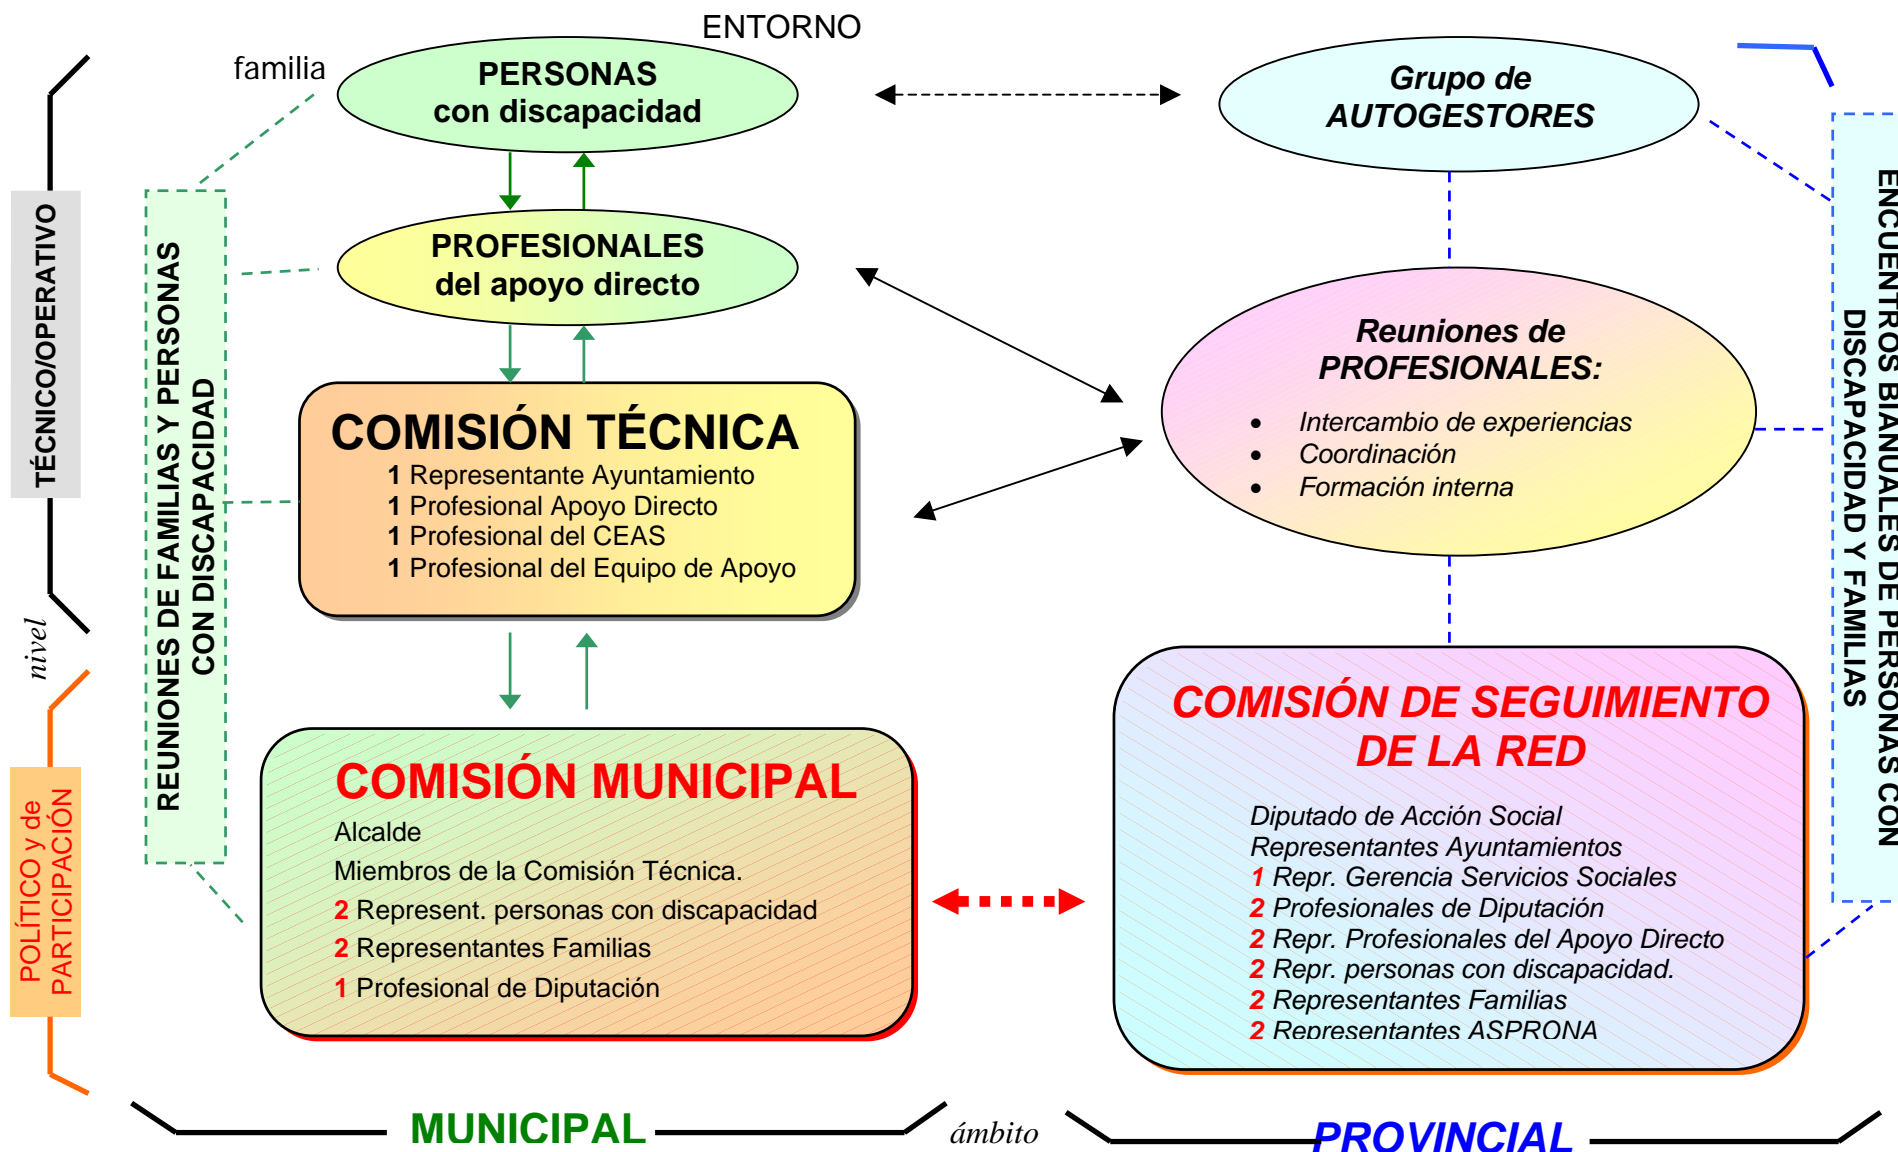 ENTORNO
familia
PERSONAS
con discapacidad
Grupo de
AUTOGESTORES
PROFESIONALES
del apoyo directo
Reuniones de
PROFESIONALES:
• Intercambio de experiencias
• Coordinación
• Formación interna
COMISIÓN TÉCNICA
1 Representante Ayuntamiento
1 Profesional Apoyo Directo
1 Profesional del CEAS
1 Profesional del Equipo de Apoyo
TÉCNICO/OPERATIVO
nivel
POLÍTICO y de
PARTICIPACIÓN
REUNIONES DE FAMILIAS Y PERSONAS
CON DISCAPACIDAD
COMISIÓN MUNICIPAL
Alcalde
Miembros de la Comisión Técnica.
2 Represent. personas con discapacidad
2 Representantes Familias
1 Profesional de Diputación
COMISIÓN DE SEGUIMIENTO
DE LA RED
Diputado de Acción Social
Representantes Ayuntamientos
1 Repr. Gerencia Servicios Sociales
2 Profesionales de Diputación
2 Repr. Profesionales del Apoyo Directo
2 Repr. personas con discapacidad.
2 Representantes Familias
2 Representantes ASPRONA
ENCUENTROS BIANUALES DE PERSONAS CON
DISCAPACIDAD Y FAMILIAS
MUNICIPAL
ámbito
PROVINCIAL